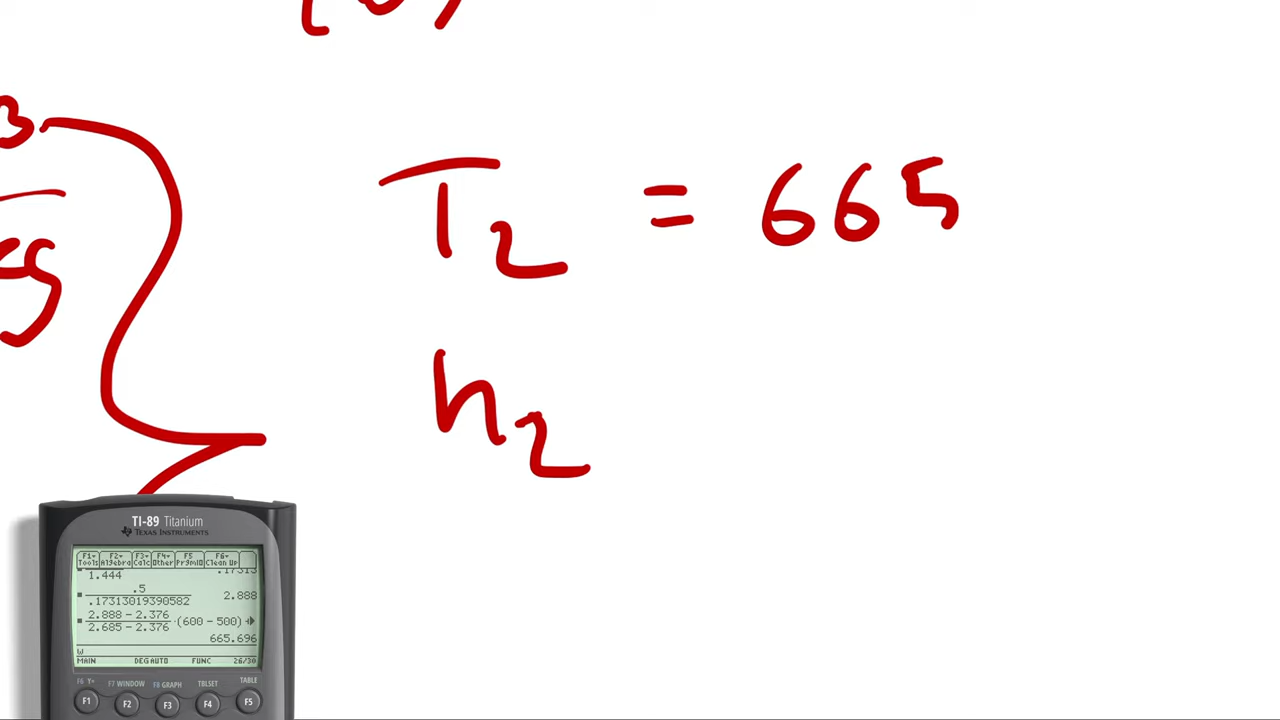 T2 = 665
h2
TI-89 Titanium
TEXAS INSTRUMENTS
F1 F2 F3 F4 F5 F6
Tools Algebra Calc Other PrgmIO Clean Up
1.444 .17313
.5
.17313019390582 2.888
2.888 - 2.376
2.685 - 2.376 · (600 - 500)
665.696
W
MAIN DEG AUTO FUNC 26/30
F6 Y= F7 WINDOW F8 GRAPH TBLSET TABLE
F1 F2 F3 F4 F5